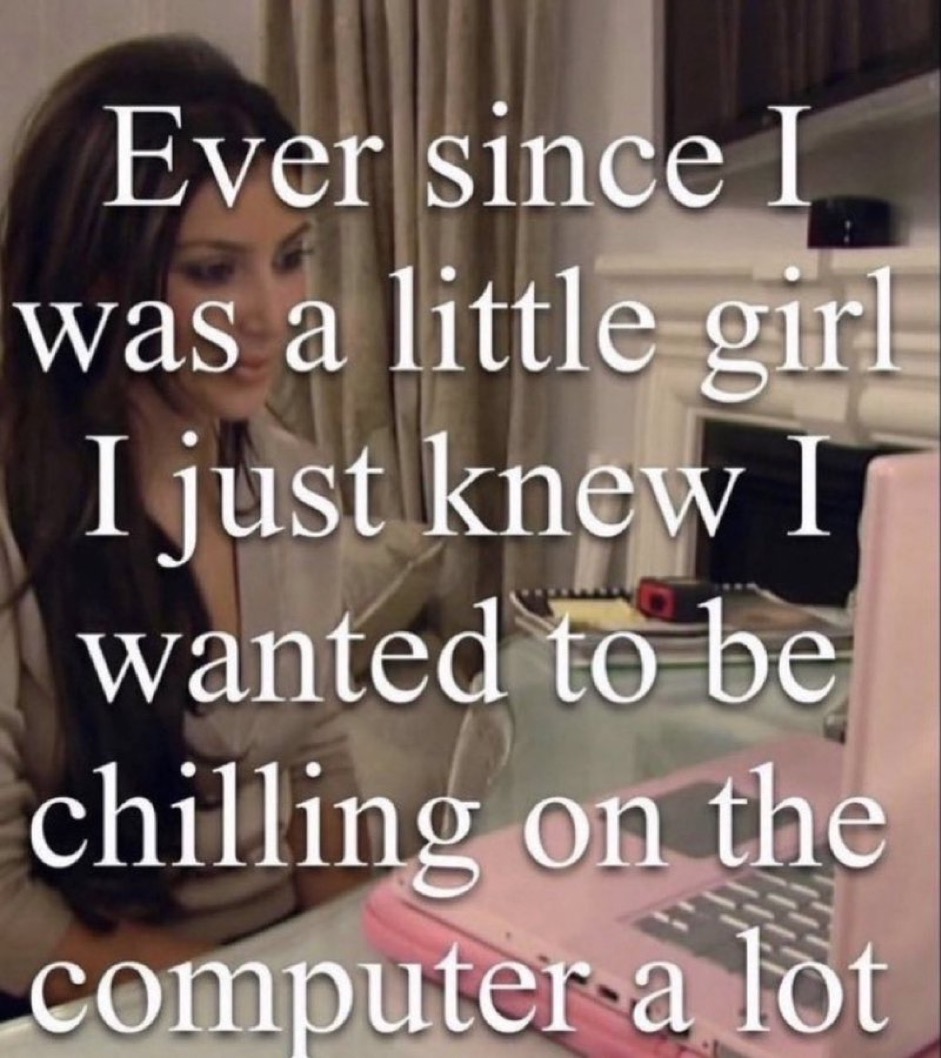 Ever since I
was a little girl
I just knew I
wanted to be
chilling on the
computer a lot